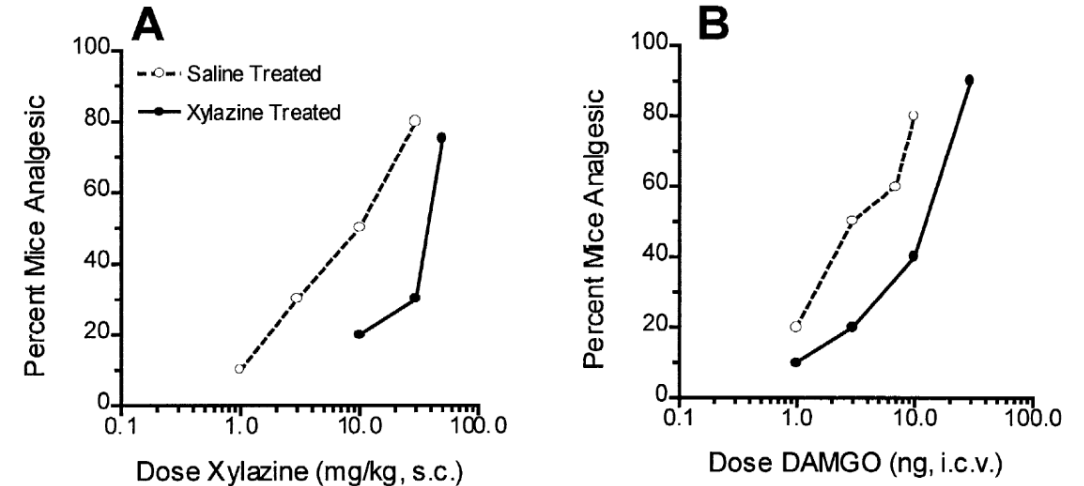 A
100
80
60
40
20
0
Percent Mice Analgesic
Saline Treated
Xylazine Treated
0.1 1.0 10.0 100.0
Dose Xylazine (mg/kg, s.c.)
B
100
80
60
40
20
0
Percent Mice Analgesic
0.1 1.0 10.0 100.0
Dose DAMGO (ng, i.c.v.)